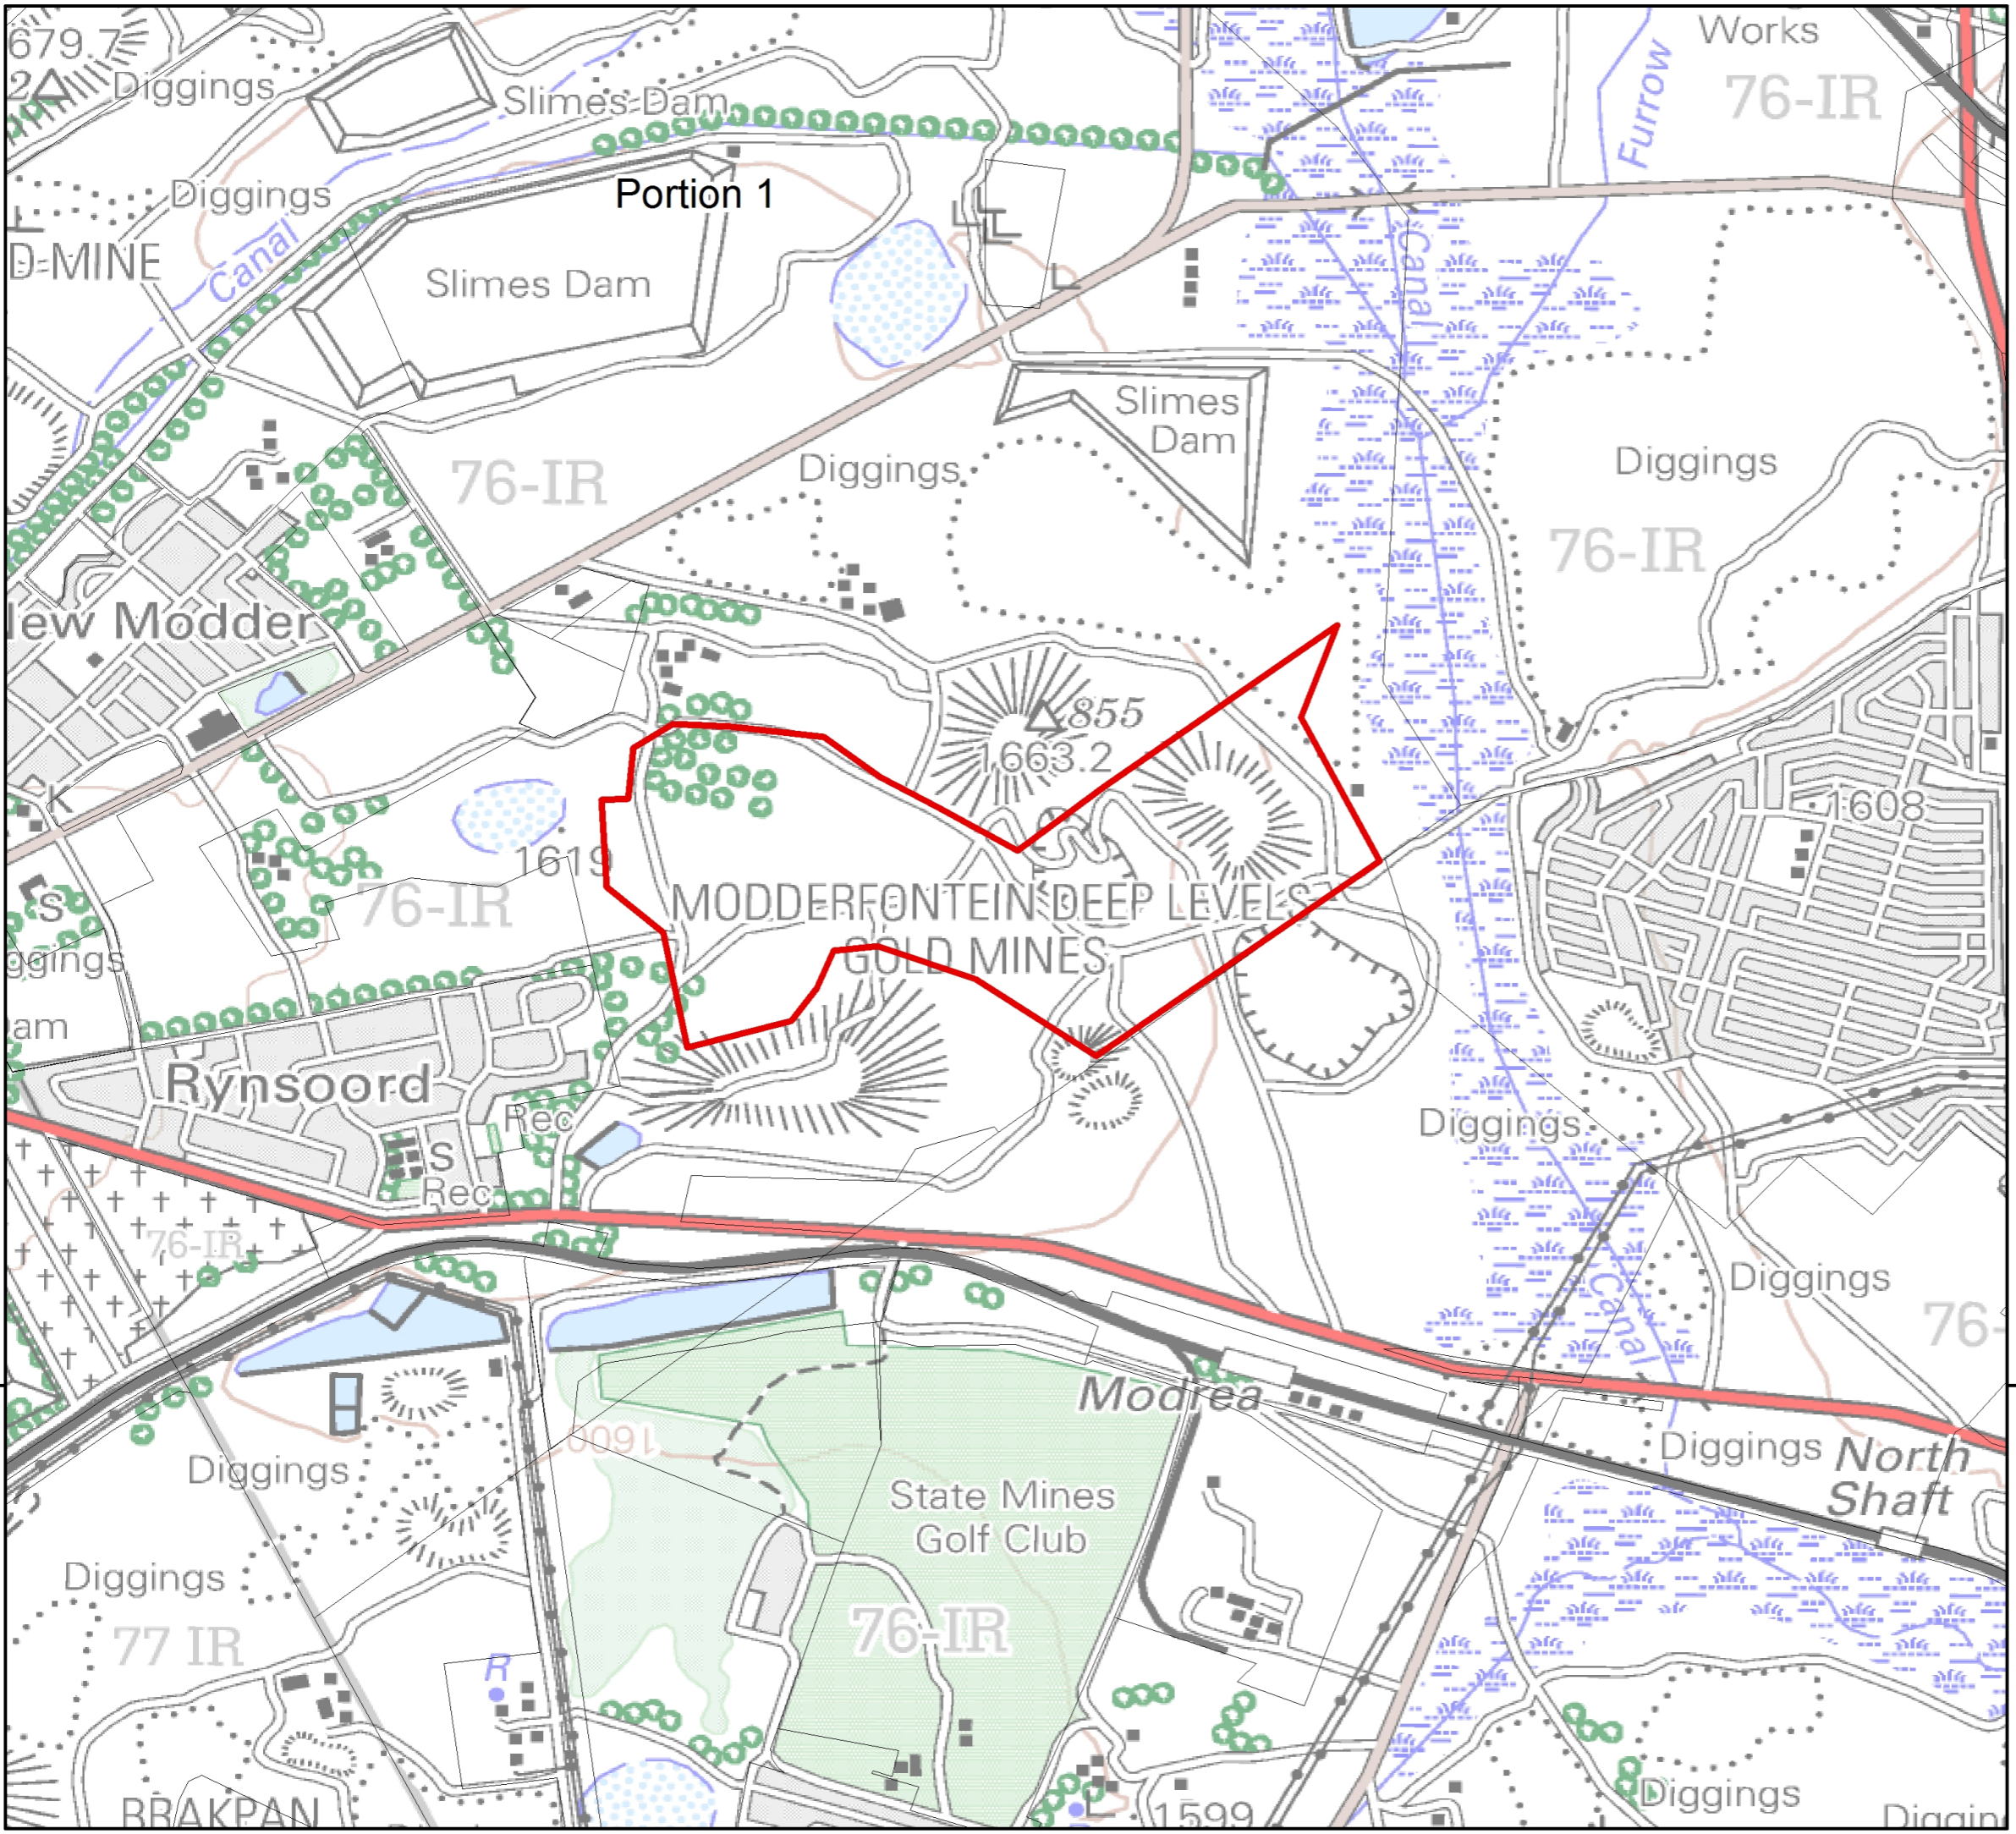 679.7
2
Diggings
Slimes Dam
Works
76-IR
Furrow
Diggings
Portion 1
D-MINE
Canal
Slimes Dam
Canal
Slimes
Dam
Diggings
76-IR
Diggings
76-IR
New Modder
855
1663.2
K
1608
1619
76-IR
S
MODDERFONTEIN DEEP LEVELS
GOLD MINES
ggings
am
Rynsoord
Rec
S
Rec
Diggings
76-IR
Diggings
Canal
76-
Modrea
1600
Diggings
North
Shaft
Diggings
State Mines
Golf Club
Diggings
76-IR
77 IR
R
BRAKPAN
L
1599
Diggings
Diggin